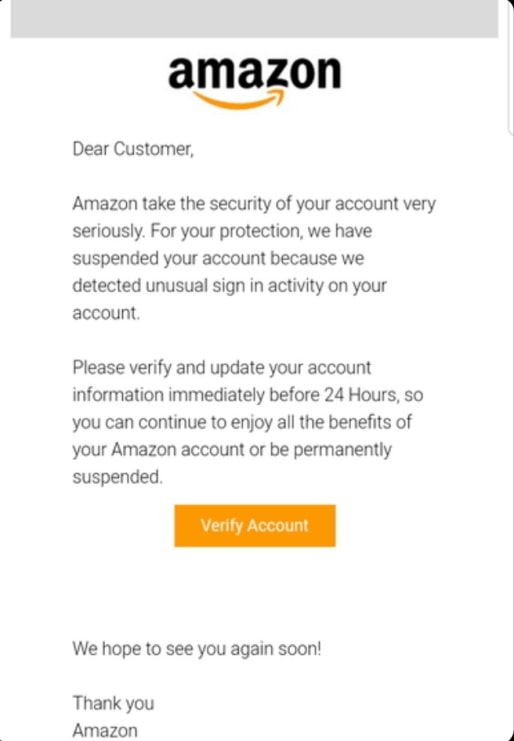 amazon
Dear Customer,
Amazon take the security of your account very
seriously. For your protection, we have
suspended your account because we
detected unusual sign in activity on your
account.
Please verify and update your account
information immediately before 24 Hours, so
you can continue to enjoy all the benefits of
your Amazon account or be permanently
suspended.
Verify Account
We hope to see you again soon!
Thank you
Amazon